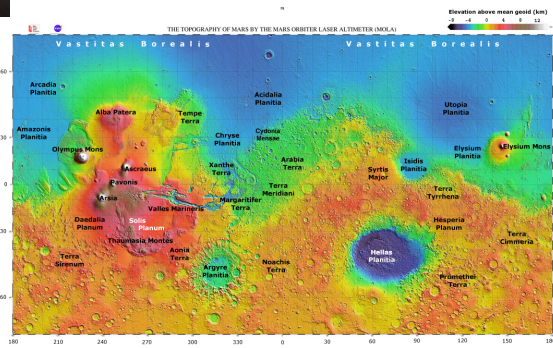 Elevation above mean geoid (km)
-8 -4 0 4 8 12
THE TOPOGRAPHY OF MARS BY THE MARS ORBITER LASER ALTIMETER (MOLA)
Vastitas Borealis
Vastitas Borealis
60
Arcadia
Planitia
Acidalia
Planitia
Utopia
Planitia
Alba Patera
Tempe
Terra
Amazonis
Planitia
Chryse
Planitia
Cydonia
Mensae
30
Olympus Mons
Elysium
Planitia
Elysium Mons
Ascraeus
Xanthe
Terra
Arabia
Terra
Isidis
Planitia
Syrtis
Major
0
Pavonis
Terra
Meridiani
Terra
Tyrrhena
Arsia
Valles Marineris
Margaritifer
Terra
Daedalia
Planum
Solis
Planum
Hesperia
Planum
30
Thaumasia Montes
Terra
Cimmeria
Terra
Sirenum
Aonia
Terra
Argyre
Planitia
Noachis
Terra
Hellas
Planitia
Promethei
Terra
60
180 210 240 270 300 330 0 30 60 90 120 150 18